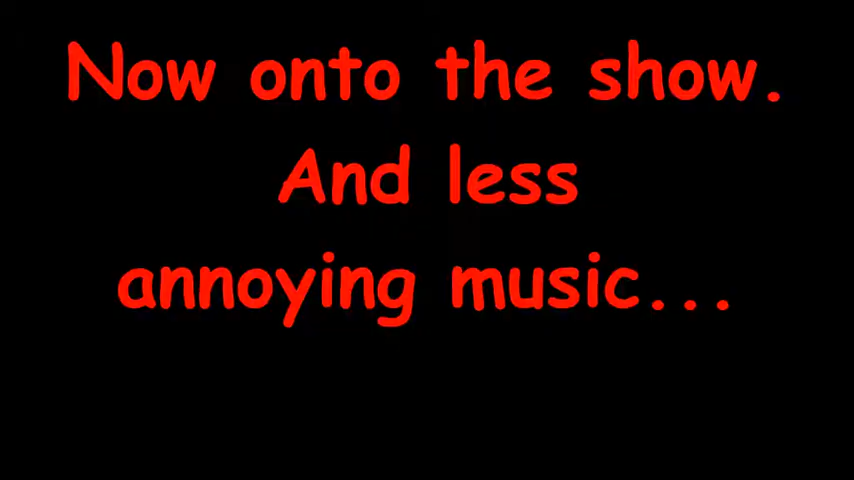 Now onto the show.
And less
annoying music...